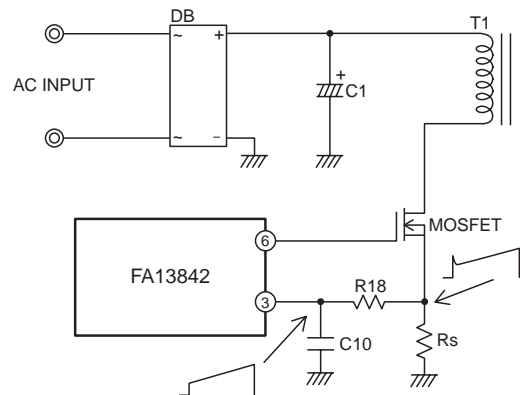 DB
T1
~
+
AC INPUT
+
C1
~
−
MOSFET
6
FA13842
R18
3
C10
Rs